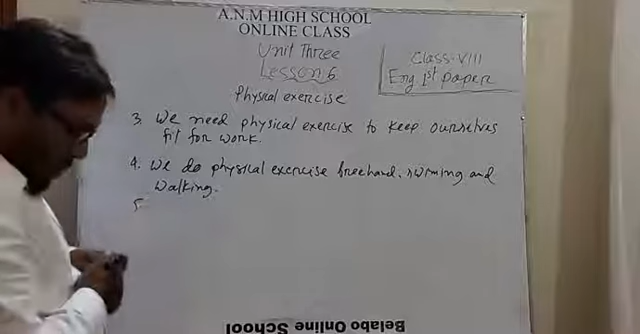 A.N.M HIGH SCHOOL
ONLINE CLASS
Unit Three
Lesson 6
Class-VIII
Eng 1st paper
Physical exercise
3. We need physical exercise to keep ourselves
fit for work.
4. We do physical exercise freehand, swiming and
walking.
5
Belabo Online School